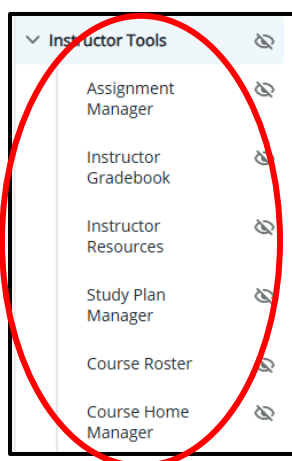 Instructor Tools
Assignment
Manager
Instructor
Gradebook
Instructor
Resources
Study Plan
Manager
Course Roster
Course Home
Manager